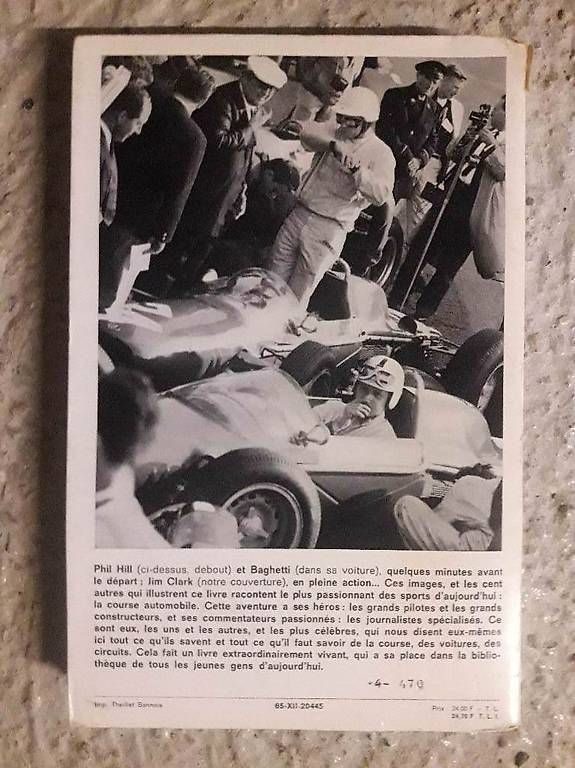 Phil Hill (ci-dessus, debout) et Baghetti (dans sa voiture), quelques minutes avant
le départ ; Jim Clark (notre couverture), en pleine action... Ces images, et les cent
autres qui illustrent ce livre racontent le plus passionnant des sports d'aujourd'hui :
la course automobile. Cette aventure a ses héros : les grands pilotes et les grands
constructeurs, et ses commentateurs passionnés : les journalistes spécialisés. Ce
sont eux, les uns et les autres, et les plus célèbres, qui nous disent eux-mêmes
ici tout ce qu'ils savent et tout ce qu'il faut savoir de la course, des voitures, des
circuits. Cela fait un livre extraordinairement vivant, qui a sa place dans la biblio-
thèque de tous les jeunes gens d'aujourd'hui.
-4- 470
Imp. 65-XII-20445 Prix 24,00 F - T. L.
24,70 F T. L. I.